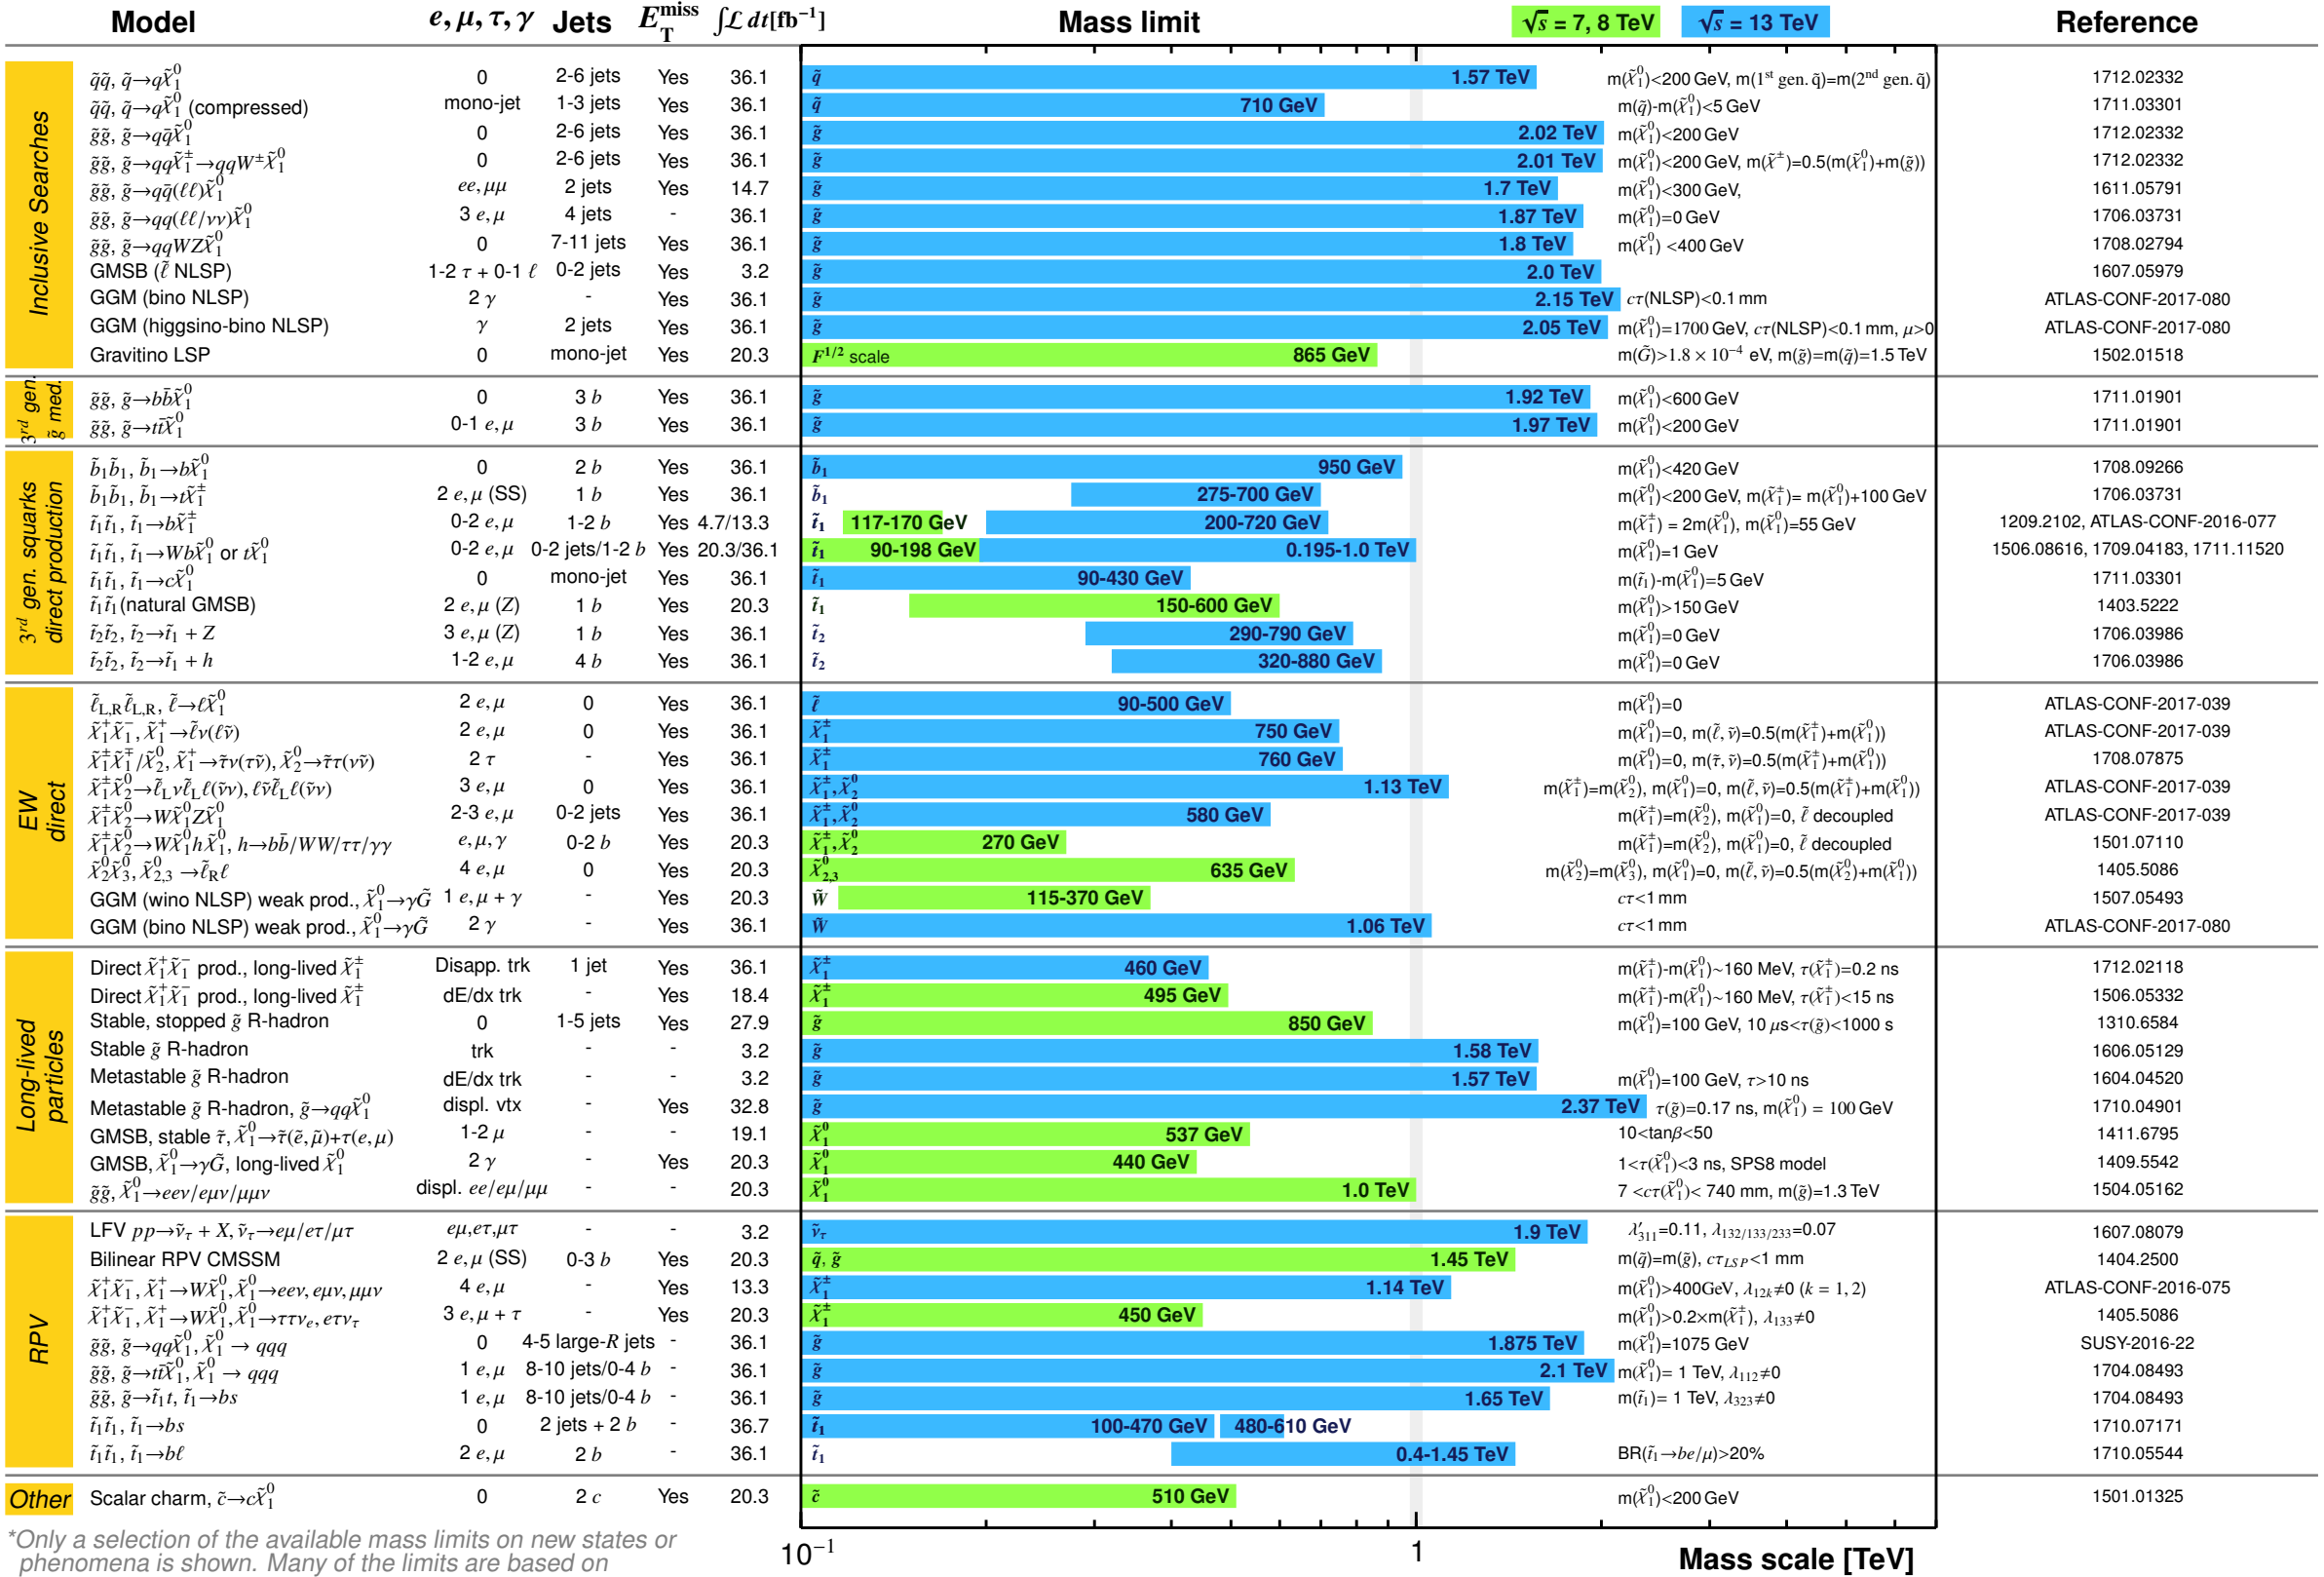 Model e, μ, τ, γ Jets E_T^miss ∫ℒ dt[fb⁻¹] Mass limit √s = 7, 8 TeV √s = 13 TeV Reference
Inclusive Searches
q̃q̃, q̃→qχ̃₁⁰ 0 2-6 jets Yes 36.1 q̃ 1.57 TeV m(χ̃₁⁰)<200 GeV, m(1ˢᵗ gen. q̃)=m(2ⁿᵈ gen. q̃) 1712.02332
q̃q̃, q̃→qχ̃₁⁰ (compressed) mono-jet 1-3 jets Yes 36.1 q̃ 710 GeV m(q̃)-m(χ̃₁⁰)<5 GeV 1711.03301
g̃g̃, g̃→qq̄χ̃₁⁰ 0 2-6 jets Yes 36.1 g̃ 2.02 TeV m(χ̃₁⁰)<200 GeV 1712.02332
g̃g̃, g̃→qqχ̃₁±→qqW±χ̃₁⁰ 0 2-6 jets Yes 36.1 g̃ 2.01 TeV m(χ̃₁⁰)<200 GeV, m(χ̃±)=0.5(m(χ̃₁⁰)+m(g̃)) 1712.02332
g̃g̃, g̃→qq̄(ℓℓ)χ̃₁⁰ ee, μμ 2 jets Yes 14.7 g̃ 1.7 TeV m(χ̃₁⁰)<300 GeV, 1611.05791
g̃g̃, g̃→qq(ℓℓ/νν)χ̃₁⁰ 3 e, μ 4 jets - 36.1 g̃ 1.87 TeV m(χ̃₁⁰)=0 GeV 1706.03731
g̃g̃, g̃→qqWZχ̃₁⁰ 0 7-11 jets Yes 36.1 g̃ 1.8 TeV m(χ̃₁⁰) <400 GeV 1708.02794
GMSB (ℓ̃ NLSP) 1-2 τ + 0-1 ℓ 0-2 jets Yes 3.2 g̃ 2.0 TeV 1607.05979
GGM (bino NLSP) 2 γ - Yes 36.1 g̃ 2.15 TeV cτ(NLSP)<0.1 mm ATLAS-CONF-2017-080
GGM (higgsino-bino NLSP) γ 2 jets Yes 36.1 g̃ 2.05 TeV m(χ̃₁⁰)=1700 GeV, cτ(NLSP)<0.1 mm, μ>0 ATLAS-CONF-2017-080
Gravitino LSP 0 mono-jet Yes 20.3 F^1/2 scale 865 GeV m(G̃)>1.8 × 10⁻⁴ eV, m(g̃)=m(q̃)=1.5 TeV 1502.01518
3ʳᵈ gen. g̃ med.
g̃g̃, g̃→bb̄χ̃₁⁰ 0 3 b Yes 36.1 g̃ 1.92 TeV m(χ̃₁⁰)<600 GeV 1711.01901
g̃g̃, g̃→tt̄χ̃₁⁰ 0-1 e, μ 3 b Yes 36.1 g̃ 1.97 TeV m(χ̃₁⁰)<200 GeV 1711.01901
3ʳᵈ gen. squarks direct production
b̃₁b̃₁, b̃₁→bχ̃₁⁰ 0 2 b Yes 36.1 b̃₁ 950 GeV m(χ̃₁⁰)<420 GeV 1708.09266
b̃₁b̃₁, b̃₁→tχ̃₁± 2 e, μ (SS) 1 b Yes 36.1 b̃₁ 275-700 GeV m(χ̃₁⁰)<200 GeV, m(χ̃₁±)= m(χ̃₁⁰)+100 GeV 1706.03731
t̃₁t̃₁, t̃₁→bχ̃₁± 0-2 e, μ 1-2 b Yes 4.7/13.3 t̃₁ 117-170 GeV 200-720 GeV m(χ̃₁±) = 2m(χ̃₁⁰), m(χ̃₁⁰)=55 GeV 1209.2102, ATLAS-CONF-2016-077
t̃₁t̃₁, t̃₁→Wbχ̃₁⁰ or tχ̃₁⁰ 0-2 e, μ 0-2 jets/1-2 b Yes 20.3/36.1 t̃₁ 90-198 GeV 0.195-1.0 TeV m(χ̃₁⁰)=1 GeV 1506.08616, 1709.04183, 1711.11520
t̃₁t̃₁, t̃₁→cχ̃₁⁰ 0 mono-jet Yes 36.1 t̃₁ 90-430 GeV m(t̃₁)-m(χ̃₁⁰)=5 GeV 1711.03301
t̃₁t̃₁(natural GMSB) 2 e, μ (Z) 1 b Yes 20.3 t̃₁ 150-600 GeV m(χ̃₁⁰)>150 GeV 1403.5222
t̃₂t̃₂, t̃₂→t̃₁ + Z 3 e, μ (Z) 1 b Yes 36.1 t̃₂ 290-790 GeV m(χ̃₁⁰)=0 GeV 1706.03986
t̃₂t̃₂, t̃₂→t̃₁ + h 1-2 e, μ 4 b Yes 36.1 t̃₂ 320-880 GeV m(χ̃₁⁰)=0 GeV 1706.03986
EW direct
ℓ̃_L,Rℓ̃_L,R, ℓ̃→ℓχ̃₁⁰ 2 e, μ 0 Yes 36.1 ℓ̃ 90-500 GeV m(χ̃₁⁰)=0 ATLAS-CONF-2017-039
χ̃₁⁺χ̃₁⁻, χ̃₁⁺→ℓ̃ν(ℓν̃) 2 e, μ 0 Yes 36.1 χ̃₁± 750 GeV m(χ̃₁⁰)=0, m(ℓ̃, ν̃)=0.5(m(χ̃₁±)+m(χ̃₁⁰)) ATLAS-CONF-2017-039
χ̃₁±χ̃₁∓/χ̃₂⁰, χ̃₁⁺→τ̃ν(τν̃), χ̃₂⁰→τ̃τ(νν̃) 2 τ - Yes 36.1 χ̃₁± 760 GeV m(χ̃₁⁰)=0, m(τ̃, ν̃)=0.5(m(χ̃₁±)+m(χ̃₁⁰)) 1708.07875
χ̃₁±χ̃₂⁰→ℓ̃_Lνℓ̃_Lℓ(ν̃ν), ℓν̃ℓ̃_Lℓ(ν̃ν) 3 e, μ 0 Yes 36.1 χ̃₁±, χ̃₂⁰ 1.13 TeV m(χ̃₁±)=m(χ̃₂⁰), m(χ̃₁⁰)=0, m(ℓ̃, ν̃)=0.5(m(χ̃₁±)+m(χ̃₁⁰)) ATLAS-CONF-2017-039
χ̃₁±χ̃₂⁰→Wχ̃₁⁰Zχ̃₁⁰ 2-3 e, μ 0-2 jets Yes 36.1 χ̃₁±, χ̃₂⁰ 580 GeV m(χ̃₁±)=m(χ̃₂⁰), m(χ̃₁⁰)=0, ℓ̃ decoupled ATLAS-CONF-2017-039
χ̃₁±χ̃₂⁰→Wχ̃₁⁰hχ̃₁⁰, h→bb̄/WW/ττ/γγ e, μ, γ 0-2 b Yes 20.3 χ̃₁±, χ̃₂⁰ 270 GeV m(χ̃₁±)=m(χ̃₂⁰), m(χ̃₁⁰)=0, ℓ̃ decoupled 1501.07110
χ̃₂⁰χ̃₃⁰, χ̃₂,₃⁰ →ℓ̃_Rℓ 4 e, μ 0 Yes 20.3 χ̃₂,₃⁰ 635 GeV m(χ̃₂⁰)=m(χ̃₃⁰), m(χ̃₁⁰)=0, m(ℓ̃, ν̃)=0.5(m(χ̃₂⁰)+m(χ̃₁⁰)) 1405.5086
GGM (wino NLSP) weak prod., χ̃₁⁰→γG̃ 1 e, μ + γ - Yes 20.3 W̃ 115-370 GeV cτ<1 mm 1507.05493
GGM (bino NLSP) weak prod., χ̃₁⁰→γG̃ 2 γ - Yes 36.1 W̃ 1.06 TeV cτ<1 mm ATLAS-CONF-2017-080
Long-lived particles
Direct χ̃₁⁺χ̃₁⁻ prod., long-lived χ̃₁± Disapp. trk 1 jet Yes 36.1 χ̃₁± 460 GeV m(χ̃₁±)-m(χ̃₁⁰)~160 MeV, τ(χ̃₁±)=0.2 ns 1712.02118
Direct χ̃₁⁺χ̃₁⁻ prod., long-lived χ̃₁± dE/dx trk - Yes 18.4 χ̃₁± 495 GeV m(χ̃₁±)-m(χ̃₁⁰)~160 MeV, τ(χ̃₁±)<15 ns 1506.05332
Stable, stopped g̃ R-hadron 0 1-5 jets Yes 27.9 g̃ 850 GeV m(χ̃₁⁰)=100 GeV, 10 μs<τ(g̃)<1000 s 1310.6584
Stable g̃ R-hadron trk - - 3.2 g̃ 1.58 TeV 1606.05129
Metastable g̃ R-hadron dE/dx trk - - 3.2 g̃ 1.57 TeV m(χ̃₁⁰)=100 GeV, τ>10 ns 1604.04520
Metastable g̃ R-hadron, g̃→qqχ̃₁⁰ displ. vtx - Yes 32.8 g̃ 2.37 TeV τ(g̃)=0.17 ns, m(χ̃₁⁰) = 100 GeV 1710.04901
GMSB, stable τ̃, χ̃₁⁰→τ̃(ẽ, μ̃)+τ(e, μ) 1-2 μ - - 19.1 χ̃₁⁰ 537 GeV 10<tanβ<50 1411.6795
GMSB, χ̃₁⁰→γG̃, long-lived χ̃₁⁰ 2 γ - Yes 20.3 χ̃₁⁰ 440 GeV 1<τ(χ̃₁⁰)<3 ns, SPS8 model 1409.5542
g̃g̃, χ̃₁⁰→eeν/eμν/μμν displ. ee/eμ/μμ - - 20.3 χ̃₁⁰ 1.0 TeV 7 <cτ(χ̃₁⁰)< 740 mm, m(g̃)=1.3 TeV 1504.05162
RPV
LFV pp→ν̃_τ + X, ν̃_τ→eμ/eτ/μτ eμ,eτ,μτ - - 3.2 ν̃_τ 1.9 TeV λ′₃₁₁=0.11, λ₁₃₂/₁₃₃/₂₃₃=0.07 1607.08079
Bilinear RPV CMSSM 2 e, μ (SS) 0-3 b Yes 20.3 q̃, g̃ 1.45 TeV m(q̃)=m(g̃), cτ_LSP<1 mm 1404.2500
χ̃₁⁺χ̃₁⁻, χ̃₁⁺→Wχ̃₁⁰, χ̃₁⁰→eeν, eμν, μμν 4 e, μ - Yes 13.3 χ̃₁± 1.14 TeV m(χ̃₁⁰)>400GeV, λ₁₂ₖ≠0 (k = 1, 2) ATLAS-CONF-2016-075
χ̃₁⁺χ̃₁⁻, χ̃₁⁺→Wχ̃₁⁰, χ̃₁⁰→ττν_e, eτν_τ 3 e, μ + τ - Yes 20.3 χ̃₁± 450 GeV m(χ̃₁⁰)>0.2×m(χ̃₁±), λ₁₃₃≠0 1405.5086
g̃g̃, g̃→qqχ̃₁⁰, χ̃₁⁰ → qqq 0 4-5 large-R jets - 36.1 g̃ 1.875 TeV m(χ̃₁⁰)=1075 GeV SUSY-2016-22
g̃g̃, g̃→tt̄χ̃₁⁰, χ̃₁⁰ → qqq 1 e, μ 8-10 jets/0-4 b - 36.1 g̃ 2.1 TeV m(χ̃₁⁰)= 1 TeV, λ₁₁₂≠0 1704.08493
g̃g̃, g̃→t̃₁t, t̃₁→bs 1 e, μ 8-10 jets/0-4 b - 36.1 g̃ 1.65 TeV m(t̃₁)= 1 TeV, λ₃₂₃≠0 1704.08493
t̃₁t̃₁, t̃₁→bs 0 2 jets + 2 b - 36.7 t̃₁ 100-470 GeV 480-610 GeV 1710.07171
t̃₁t̃₁, t̃₁→bℓ 2 e, μ 2 b - 36.1 t̃₁ 0.4-1.45 TeV BR(t̃₁→be/μ)>20% 1710.05544
Other
Scalar charm, c̃→cχ̃₁⁰ 0 2 c Yes 20.3 c̃ 510 GeV m(χ̃₁⁰)<200 GeV 1501.01325
*Only a selection of the available mass limits on new states or
phenomena is shown. Many of the limits are based on
10⁻¹ 1 Mass scale [TeV]